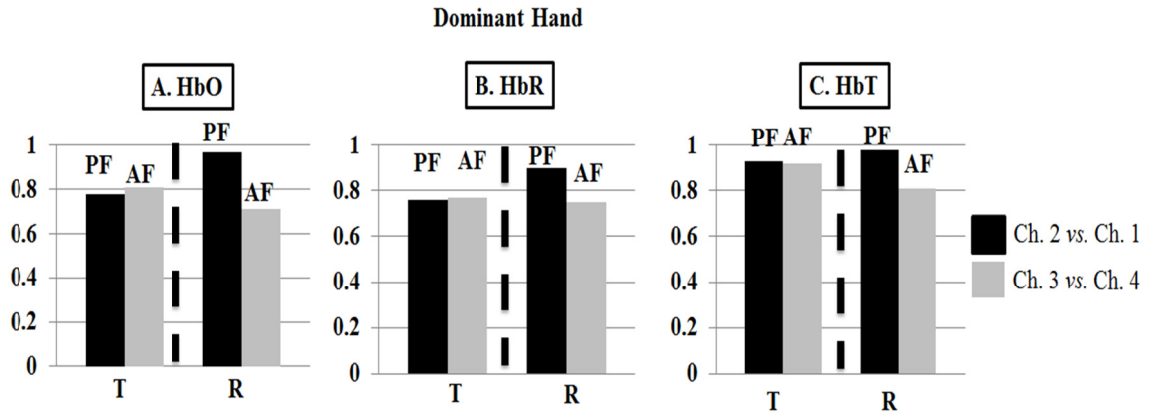 Dominant Hand
A. HbO
B. HbR
C. HbT
1
0.8
0.6
0.4
0.2
0
PF
AF
PF
AF
T
R
1
0.8
0.6
0.4
0.2
0
PF
AF
PF
AF
T
R
1
0.8
0.6
0.4
0.2
0
PF AF
PF
AF
T
R
Ch. 2 vs. Ch. 1
Ch. 3 vs. Ch. 4